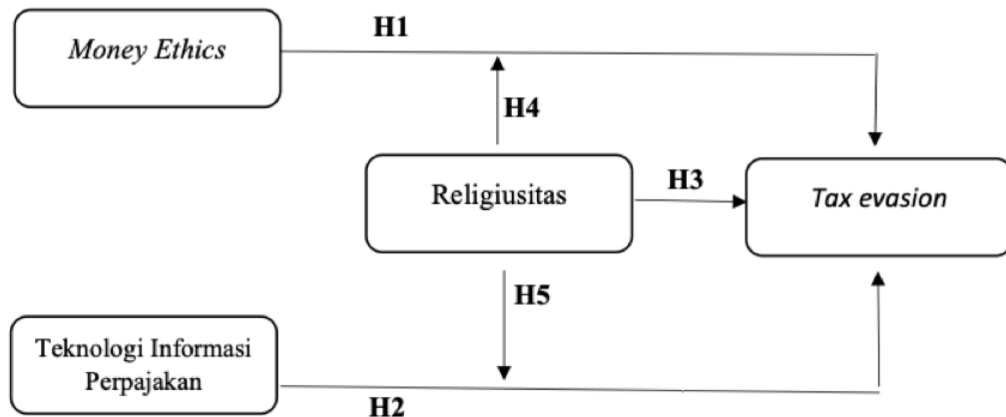 H1
Money Ethics
H4
Religiusitas
H3
Tax evasion
H5
Teknologi Informasi
Perpajakan
H2